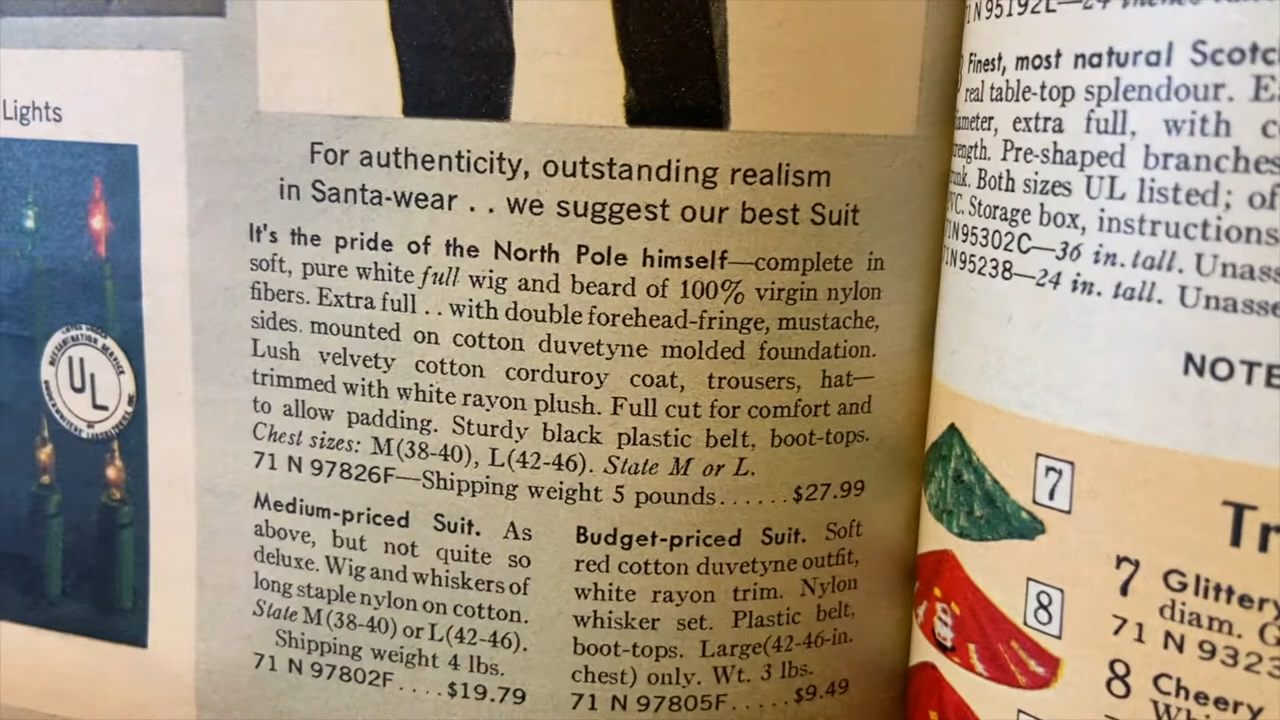 Lights
UL
For authenticity, outstanding realism
in Santa-wear . . we suggest our best Suit
It's the pride of the North Pole himself—complete in
soft, pure white full wig and beard of 100% virgin nylon
fibers. Extra full . . with double forehead-fringe, mustache,
sides. mounted on cotton duvetyne molded foundation.
Lush velvety cotton corduroy coat, trousers, hat—
trimmed with white rayon plush. Full cut for comfort and
to allow padding. Sturdy black plastic belt, boot-tops.
Chest sizes: M(38-40), L(42-46). State M or L.
71 N 97826F—Shipping weight 5 pounds......$27.99
Medium-priced Suit. As
above, but not quite so
deluxe. Wig and whiskers of
long staple nylon on cotton.
State M(38-40) or L(42-46).
Shipping weight 4 lbs.
71 N 97802F....$19.79
Budget-priced Suit. Soft
red cotton duvetyne outfit,
white rayon trim. Nylon
whisker set. Plastic belt,
boot-tops. Large(42-46-in.
chest) only. Wt. 3 lbs.
71 N 97805F.....$9.49
71N95192L—24
Finest, most natural Scotc
real table-top splendour. E
ameter, extra full, with c
rength. Pre-shaped branches
unk. Both sizes UL listed; of
VC. Storage box, instructions
71N95302C—36 in. tall. Unass
71N95238—24 in. tall. Unasse
NOTE
7
8
Tr
7 Glittery
diam. G
71 N 9323
8 Cheery
Whi